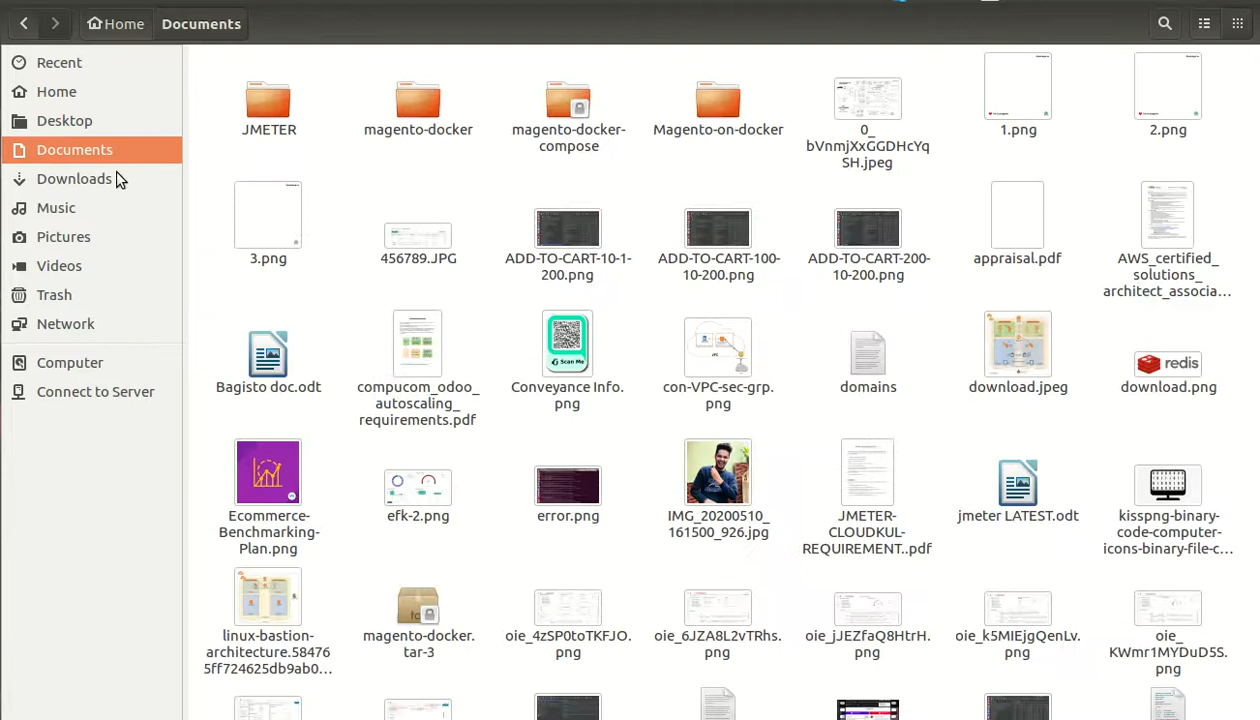 Home
Documents
Recent
Home
Desktop
Documents
Downloads
Music
Pictures
Videos
Trash
Network
Computer
Connect to Server
JMETER
magento-docker
magento-docker-
compose
Magento-on-docker
0_
bVnmjXxGGDHcYq
SH.jpeg
1.png
2.png
3.png
456789.JPG
ADD-TO-CART-10-1-
200.png
ADD-TO-CART-100-
10-200.png
ADD-TO-CART-200-
10-200.png
appraisal.pdf
AWS_certified_
solutions_
architect_associa...
Bagisto doc.odt
compucom_odoo_
autoscaling_
requirements.pdf
Scan Me
Conveyance Info.
png
con-VPC-sec-grp.
png
domains
download.jpeg
redis
download.png
Ecommerce-
Benchmarking-
Plan.png
efk-2.png
error.png
IMG_20200510_
161500_926.jpg
JMETER-
CLOUDKUL-
REQUIREMENT..pdf
jmeter LATEST.odt
kisspng-binary-
code-computer-
icons-binary-file-c...
linux-bastion-
architecture.58476
5ff724625db9ab0...
magento-docker.
tar-3
oie_4zSP0toTKFJO.
png
oie_6JZA8L2vTRhs.
png
oie_jJEZfaQ8HtrH.
png
oie_k5MIEjgQenLv.
png
oie_
KWmr1MYDuD5S.
png